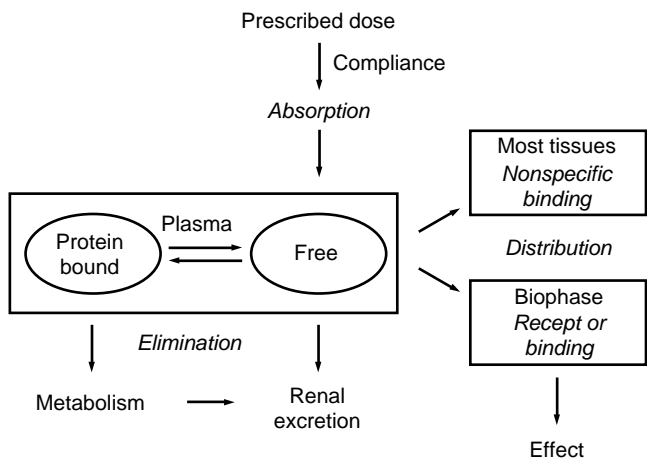 Prescribed dose
Compliance
Absorption
Most tissues
Nonspecific
binding
Plasma
Protein
bound
Free
Distribution
Biophase
Recept or
binding
Elimination
Metabolism
Renal
excretion
Effect